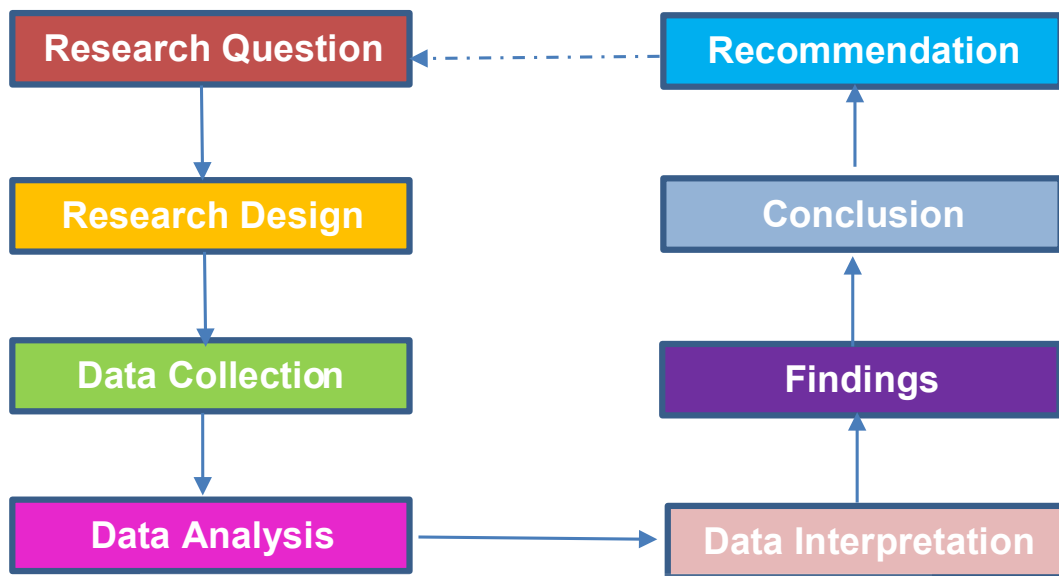 Research Question
Recommendation
Research Design
Conclusion
Data Collection
Findings
Data Analysis
Data Interpretation